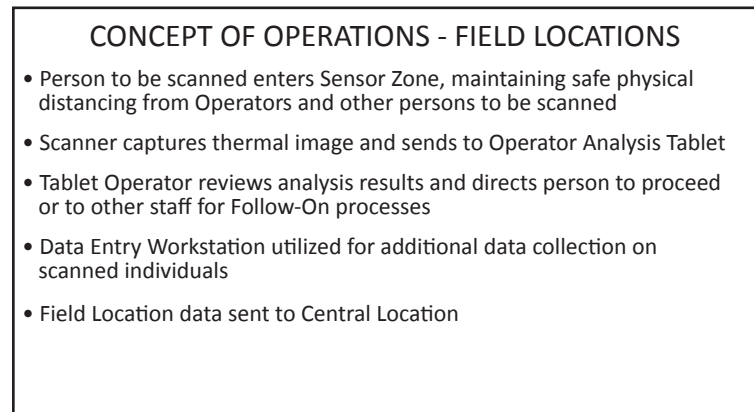 CONCEPT OF OPERATIONS - FIELD LOCATIONS
• Person to be scanned enters Sensor Zone, maintaining safe physical
distancing from Operators and other persons to be scanned
• Scanner captures thermal image and sends to Operator Analysis Tablet
• Tablet Operator reviews analysis results and directs person to proceed
or to other staff for Follow-On processes
• Data Entry Workstation utilized for additional data collection on
scanned individuals
• Field Location data sent to Central Location